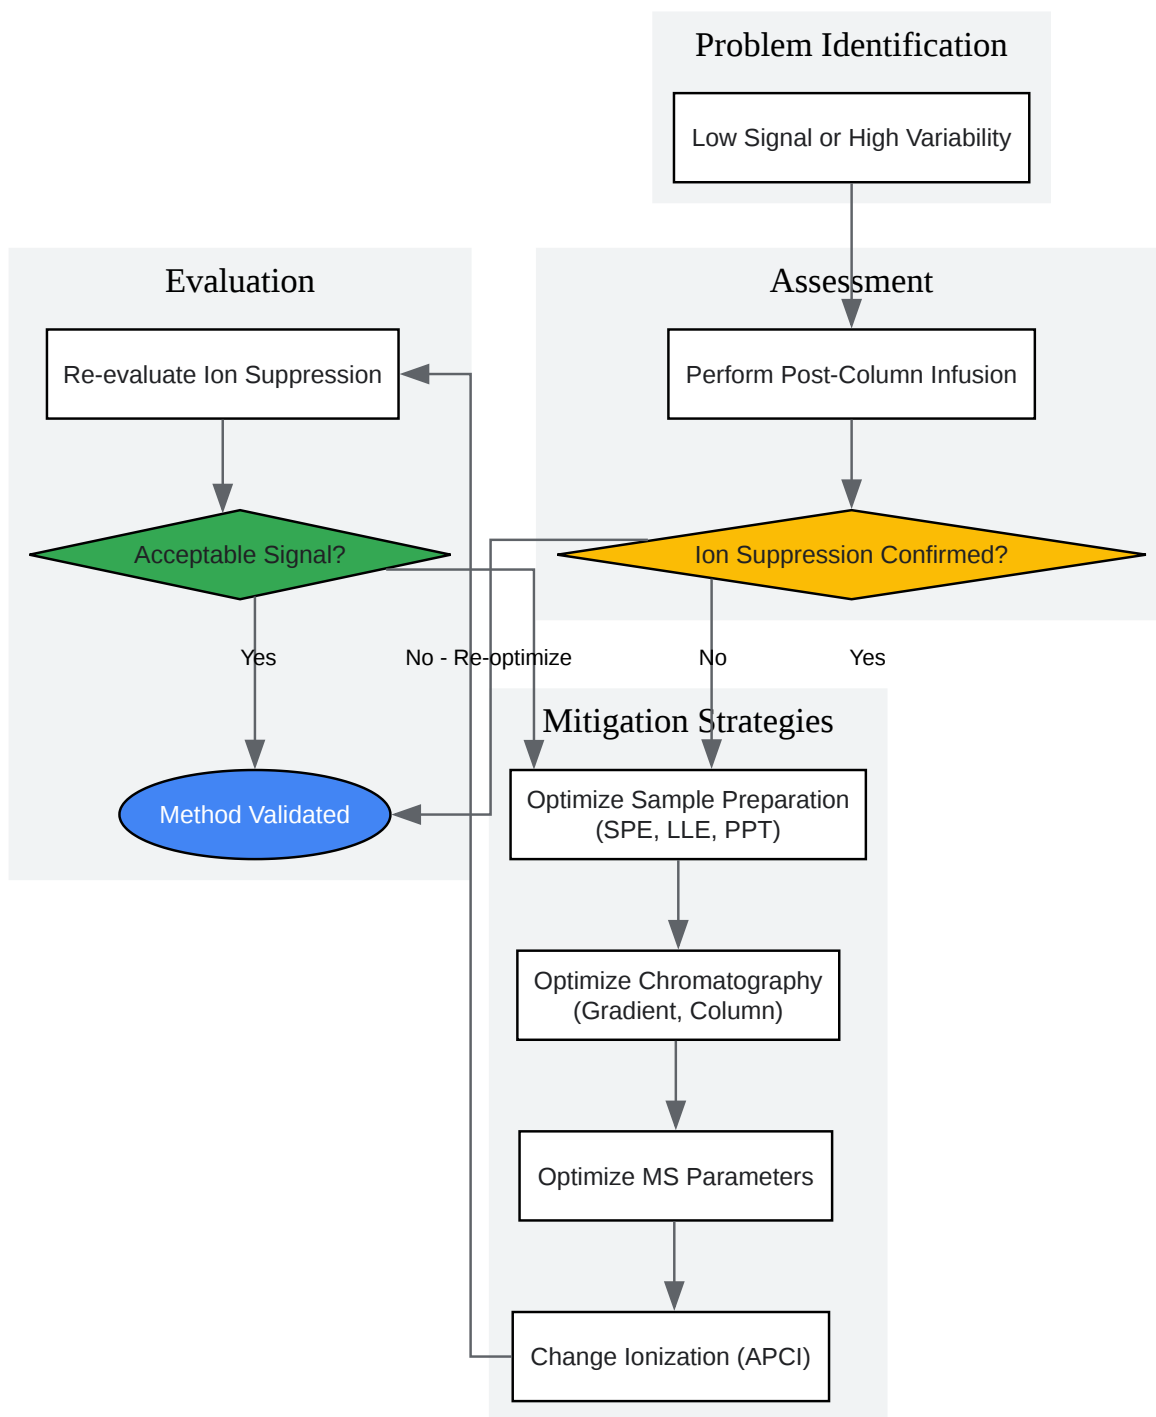 Problem Identification
Low Signal or High Variability
Evaluation
Assessment
Re-evaluate Ion Suppression
Perform Post-Column Infusion
Acceptable Signal?
Ion Suppression Confirmed?
Yes
No - Re-optimize
No
Yes
Mitigation Strategies
Method Validated
Optimize Sample Preparation
(SPE, LLE, PPT)
Optimize Chromatography
(Gradient, Column)
Optimize MS Parameters
Change Ionization (APCI)